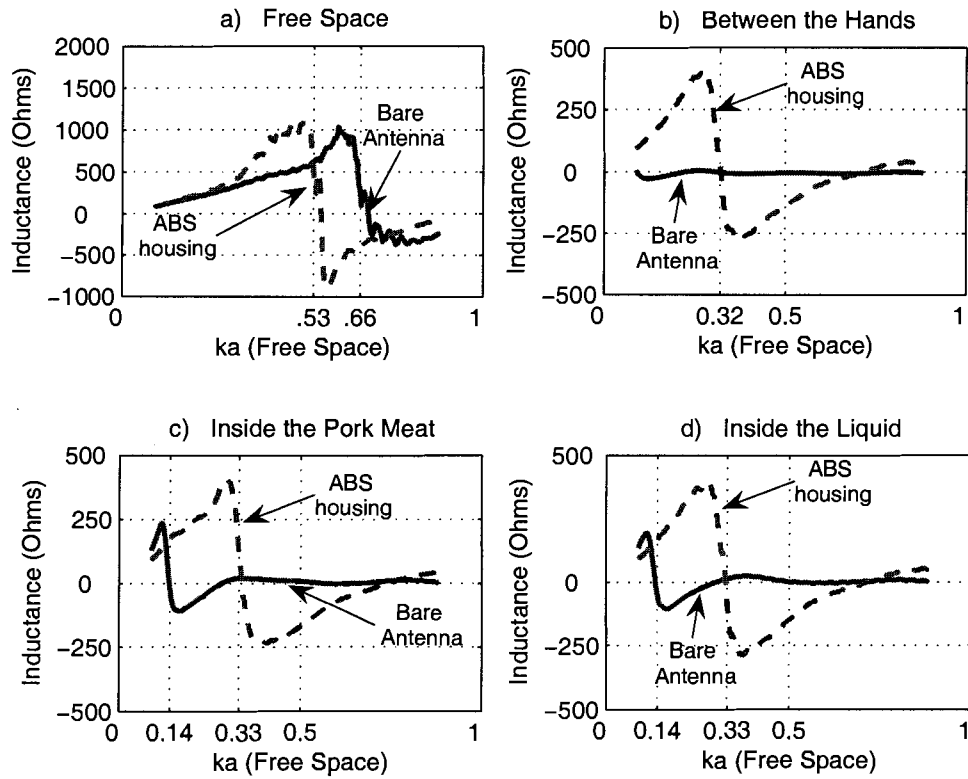 a) Free Space
2000
1500
1000
500
0
−500
−1000
Inductance (Ohms)
Bare
Antenna
ABS
housing
0
.53
.66
1
ka (Free Space)
b) Between the Hands
500
250
0
−250
−500
Inductance (Ohms)
ABS
housing
Bare
Antenna
0
0.32
0.5
1
ka (Free Space)
c) Inside the Pork Meat
500
250
0
−250
−500
Inductance (Ohms)
ABS
housing
Bare
Antenna
0
0.14
0.33
0.5
1
ka (Free Space)
d) Inside the Liquid
500
250
0
−250
−500
Inductance (Ohms)
ABS
housing
Bare
Antenna
0
0.14
0.33
0.5
1
ka (Free Space)